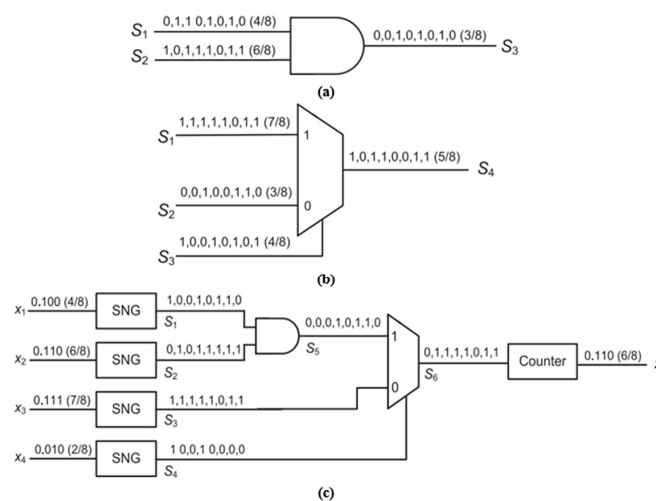 S1 0,1,1 0,1,0,1,0 (4/8)
S2 1,0,1,1,1,0,1,1 (6/8)
0,0,1,0,1,0,1,0 (3/8) S3
(a)
S1 1,1,1,1,1,0,1,1 (7/8)
1
1,0,1,1,0,0,1,1 (5/8) S4
S2 0,0,1,0,0,1,1,0 (3/8)
0
S3 1,0,0,1,0,1,0,1 (4/8)
(b)
x1 0.100 (4/8) SNG 1,0,0,1,0,1,1,0
S1
0,0,0,1,0,1,1,0
S5
1
x2 0.110 (6/8) SNG 0,1,0,1,1,1,1,1
S2
0,1,1,1,1,0,1,1
S6
Counter 0.110 (6/8)
0
x3 0.111 (7/8) SNG 1,1,1,1,1,0,1,1
S3
x4 0.010 (2/8) SNG 1 0,0,1 0,0,0,0
S4
(c)